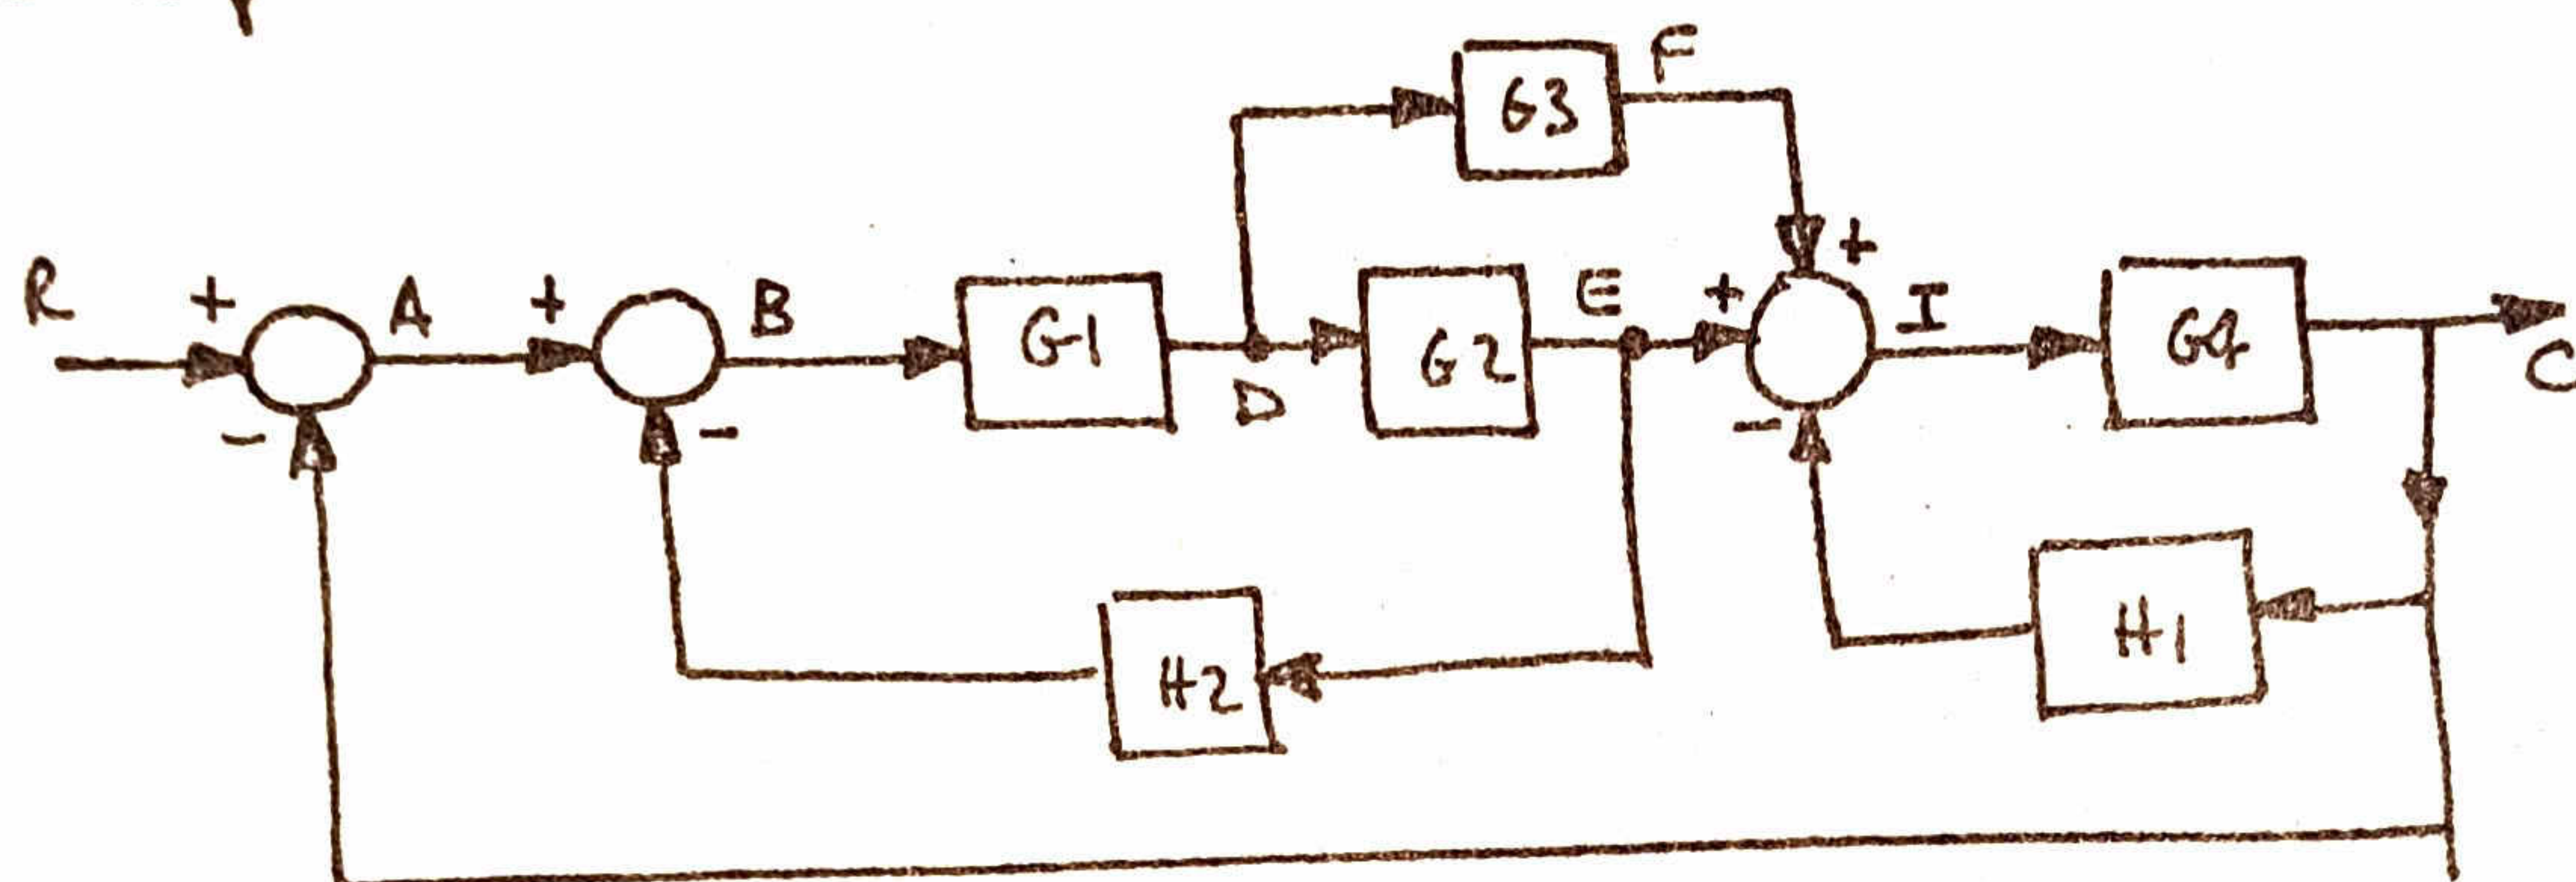 F
G3
R + A + B G1 D G2 E + + I G4 C
- - -
H2 H1